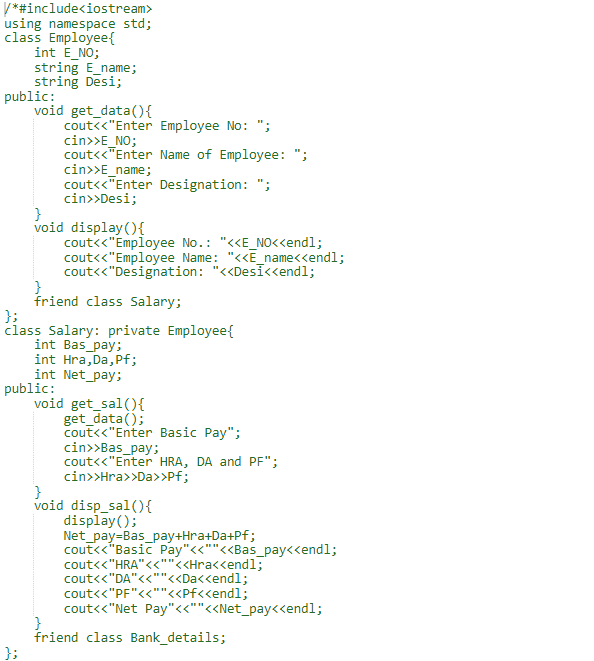 /*#include<iostream>
using namespace std;
class Employee{
    int E_NO;
    string E_name;
    string Desi;
public:
    void get_data(){
        cout<<"Enter Employee No: ";
        cin>>E_NO;
        cout<<"Enter Name of Employee: ";
        cin>>E_name;
        cout<<"Enter Designation: ";
        cin>>Desi;
    }
    void display(){
        cout<<"Employee No.: "<<E_NO<<endl;
        cout<<"Employee Name: "<<E_name<<endl;
        cout<<"Designation: "<<Desi<<endl;
    }
    friend class Salary;
};
class Salary: private Employee{
    int Bas_pay;
    int Hra,Da,Pf;
    int Net_pay;
public:
    void get_sal(){
        get_data();
        cout<<"Enter Basic Pay";
        cin>>Bas_pay;
        cout<<"Enter HRA, DA and PF";
        cin>>Hra>>Da>>Pf;
    }
    void disp_sal(){
        display();
        Net_pay=Bas_pay+Hra+Da+Pf;
        cout<<"Basic Pay"<<""<<Bas_pay<<endl;
        cout<<"HRA"<<""<<Hra<<endl;
        cout<<"DA"<<""<<Da<<endl;
        cout<<"PF"<<""<<Pf<<endl;
        cout<<"Net Pay"<<""<<Net_pay<<endl;
    }
    friend class Bank_details;
};